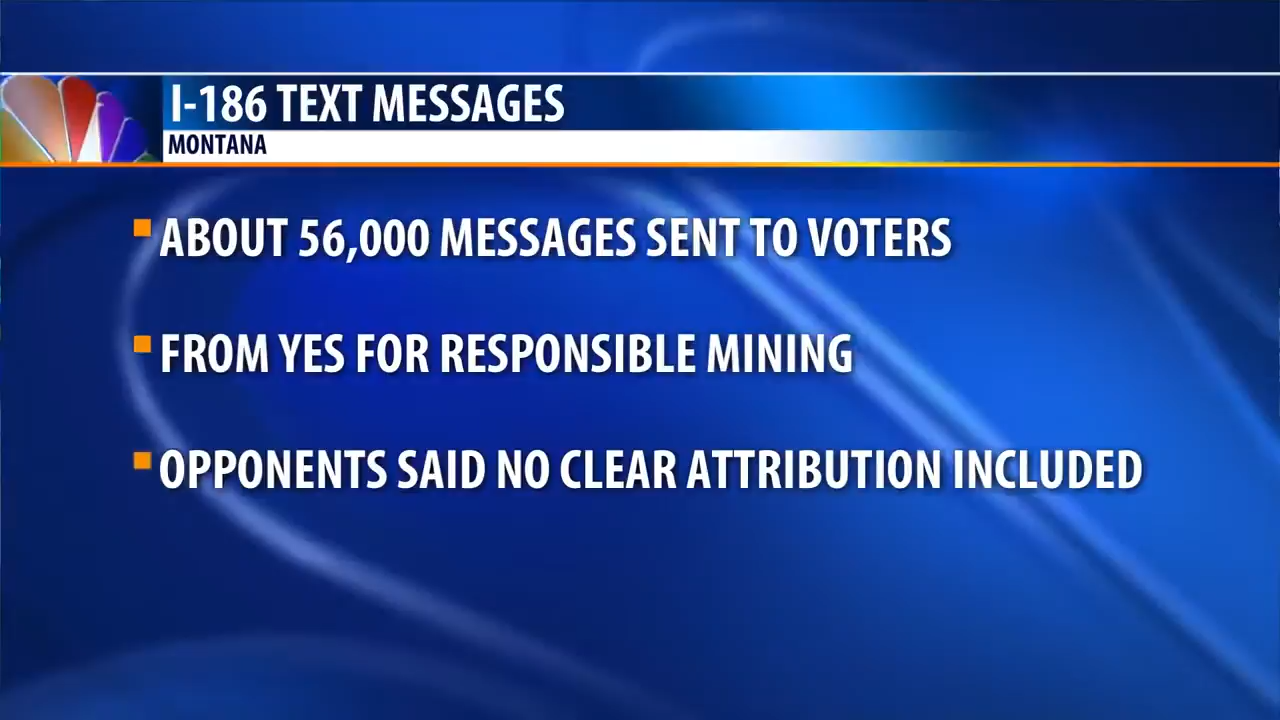 I-186 TEXT MESSAGES
MONTANA
ABOUT 56,000 MESSAGES SENT TO VOTERS
FROM YES FOR RESPONSIBLE MINING
OPPONENTS SAID NO CLEAR ATTRIBUTION INCLUDED